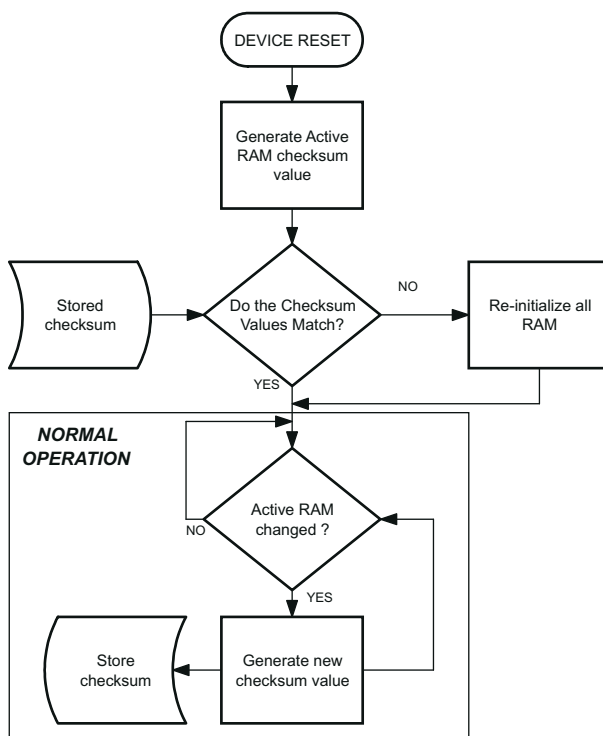 DEVICE RESET
Generate Active
RAM checksum
value
Stored
checksum
Do the Checksum
Values Match?
NO
Re-initialize all
RAM
YES
NORMAL
OPERATION
Active RAM
changed ?
NO
YES
Store
checksum
Generate new
checksum value